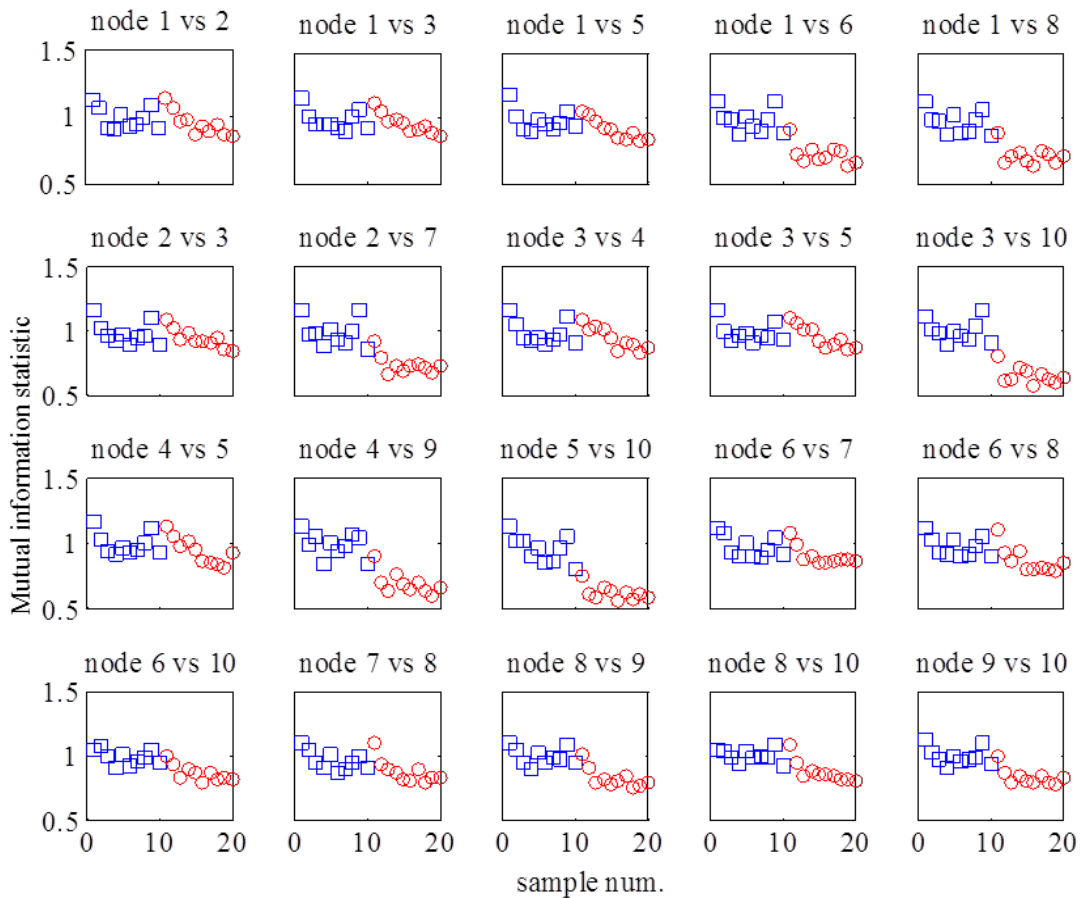 node 1 vs 2 node 1 vs 3 node 1 vs 5 node 1 vs 6 node 1 vs 8
1.5
1
0.5
node 2 vs 3 node 2 vs 7 node 3 vs 4 node 3 vs 5 node 3 vs 10
1.5
1
0.5
Mutual information statistic
node 4 vs 5 node 4 vs 9 node 5 vs 10 node 6 vs 7 node 6 vs 8
1.5
1
0.5
node 6 vs 10 node 7 vs 8 node 8 vs 9 node 8 vs 10 node 9 vs 10
1.5
1
0.5
0 10 20 0 10 20 0 10 20 0 10 20 0 10 20
sample num.